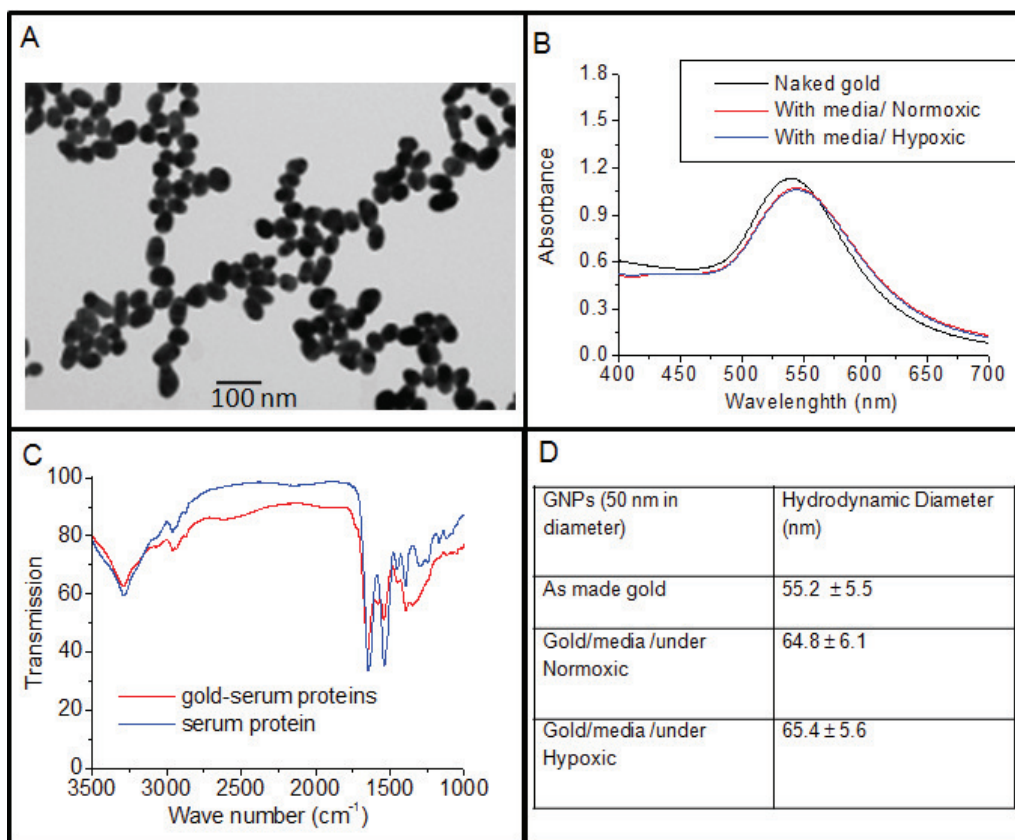 A
100 nm
B
Naked gold
With media/ Normoxic
With media/ Hypoxic
1.8
1.5
1.2
0.9
0.6
0.3
0.0
Absorbance
400 450 500 550 600 650 700
Wavelenghth (nm)
C
100
80
60
40
20
0
Transmission
gold-serum proteins
serum protein
3500 3000 2500 2000 1500 1000
Wave number (cm⁻¹)
D
GNPs (50 nm in
diameter)
Hydrodynamic Diameter
(nm)
As made gold
55.2 ± 5.5
Gold/media /under
Normoxic
64.8 ± 6.1
Gold/media /under
Hypoxic
65.4 ± 5.6